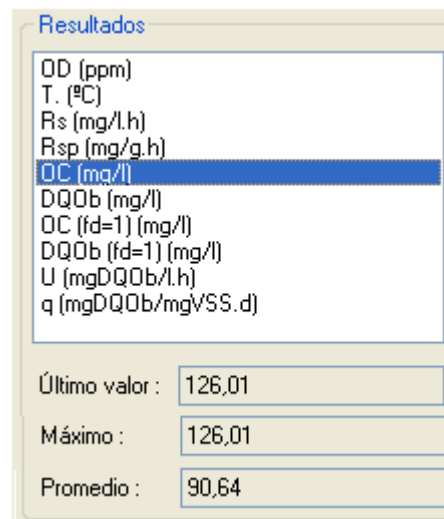 Resultados
OD (ppm)
T. (ºC)
Rs (mg/l.h)
Rsp (mg/g.h)
OC (mg/l)
DQOb (mg/l)
OC (fd=1) (mg/l)
DQOb (fd=1) (mg/l)
U (mgDQOb/l.h)
q (mgDQOb/mgVSS.d)
Último valor : 126,01
Máximo : 126,01
Promedio : 90,64